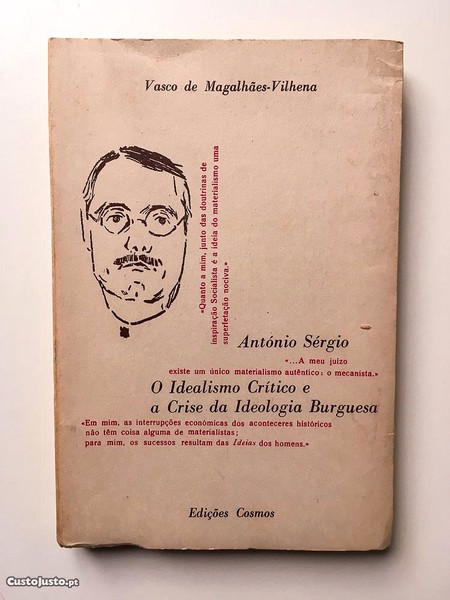 Vasco de Magalhães-Vilhena
«Quanto a mim, junto das doutrinas de
inspiração Socialista é a ideia do materialismo uma
superfetação nociva.»
António Sérgio
«...A meu juízo
existe um único materialismo autêntico: o mecanista.»
O Idealismo Crítico e
a Crise da Ideologia Burguesa
«Em mim, as interrupções económicas dos aconteceres históricos
não têm coisa alguma de materialistas;
para mim, os sucessos resultam das Ideias dos homens.»
Edições Cosmos
CustoJusto.pt